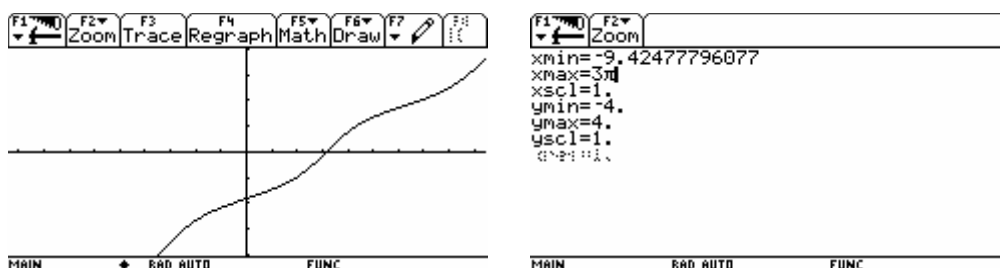 F1 F2 F3 F4 F5 F6 F7
Zoom Trace Regraph Math Draw
MAIN RAD AUTO FUNC
F1 F2
Zoom
xmin=-9.42477796077
xmax=3π
xscl=1.
ymin=-4.
ymax=4.
yscl=1.
MAIN RAD AUTO FUNC